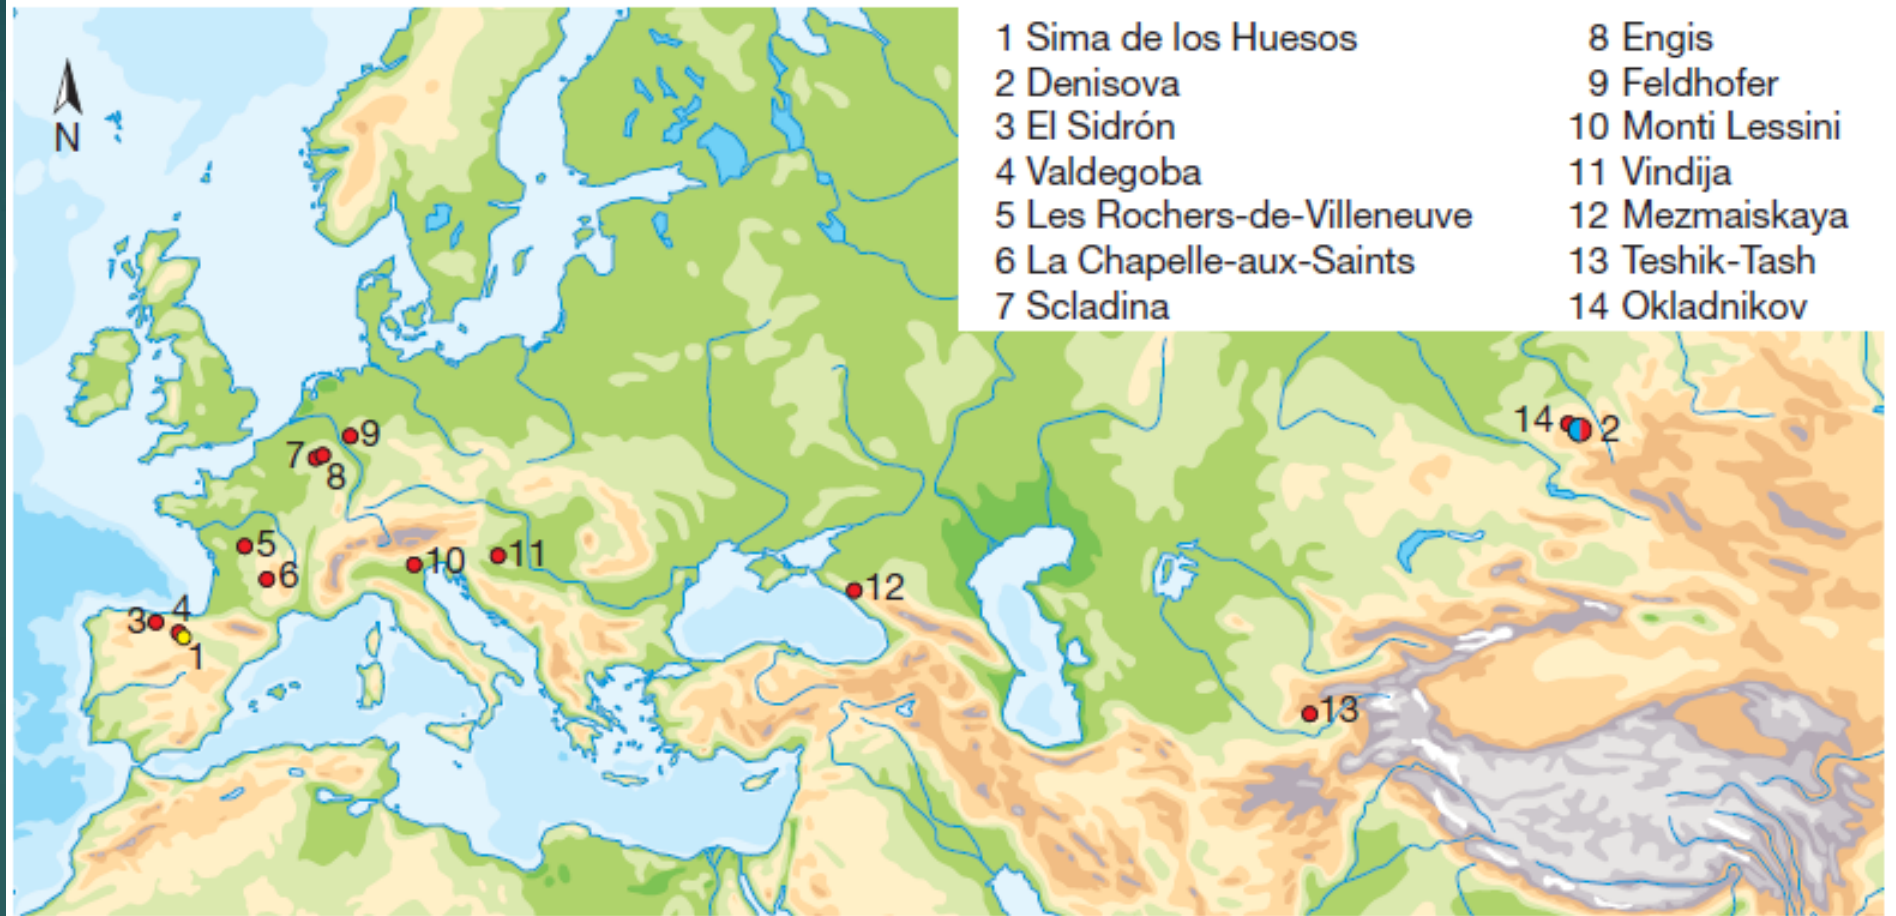 1 Sima de los Huesos
2 Denisova
3 El Sidrón
4 Valdegoba
5 Les Rochers-de-Villeneuve
6 La Chapelle-aux-Saints
7 Scladina
8 Engis
9 Feldhofer
10 Monti Lessini
11 Vindija
12 Mezmaiskaya
13 Teshik-Tash
14 Okladnikov
N
14
2
9
7
8
5
11
10
6
12
4
3
1
13